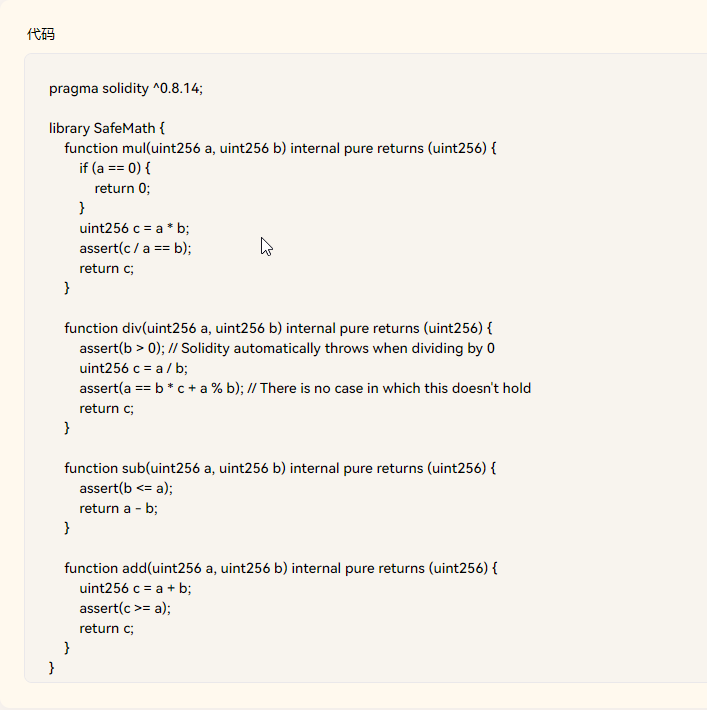 代码
pragma solidity ^0.8.14;
library SafeMath {
function mul(uint256 a, uint256 b) internal pure returns (uint256) {
if (a == 0) {
return 0;
}
uint256 c = a * b;
assert(c / a == b);
return c;
}
function div(uint256 a, uint256 b) internal pure returns (uint256) {
assert(b > 0); // Solidity automatically throws when dividing by 0
uint256 c = a / b;
assert(a == b * c + a % b); // There is no case in which this doesn't hold
return c;
}
function sub(uint256 a, uint256 b) internal pure returns (uint256) {
assert(b <= a);
return a - b;
}
function add(uint256 a, uint256 b) internal pure returns (uint256) {
uint256 c = a + b;
assert(c >= a);
return c;
}
}